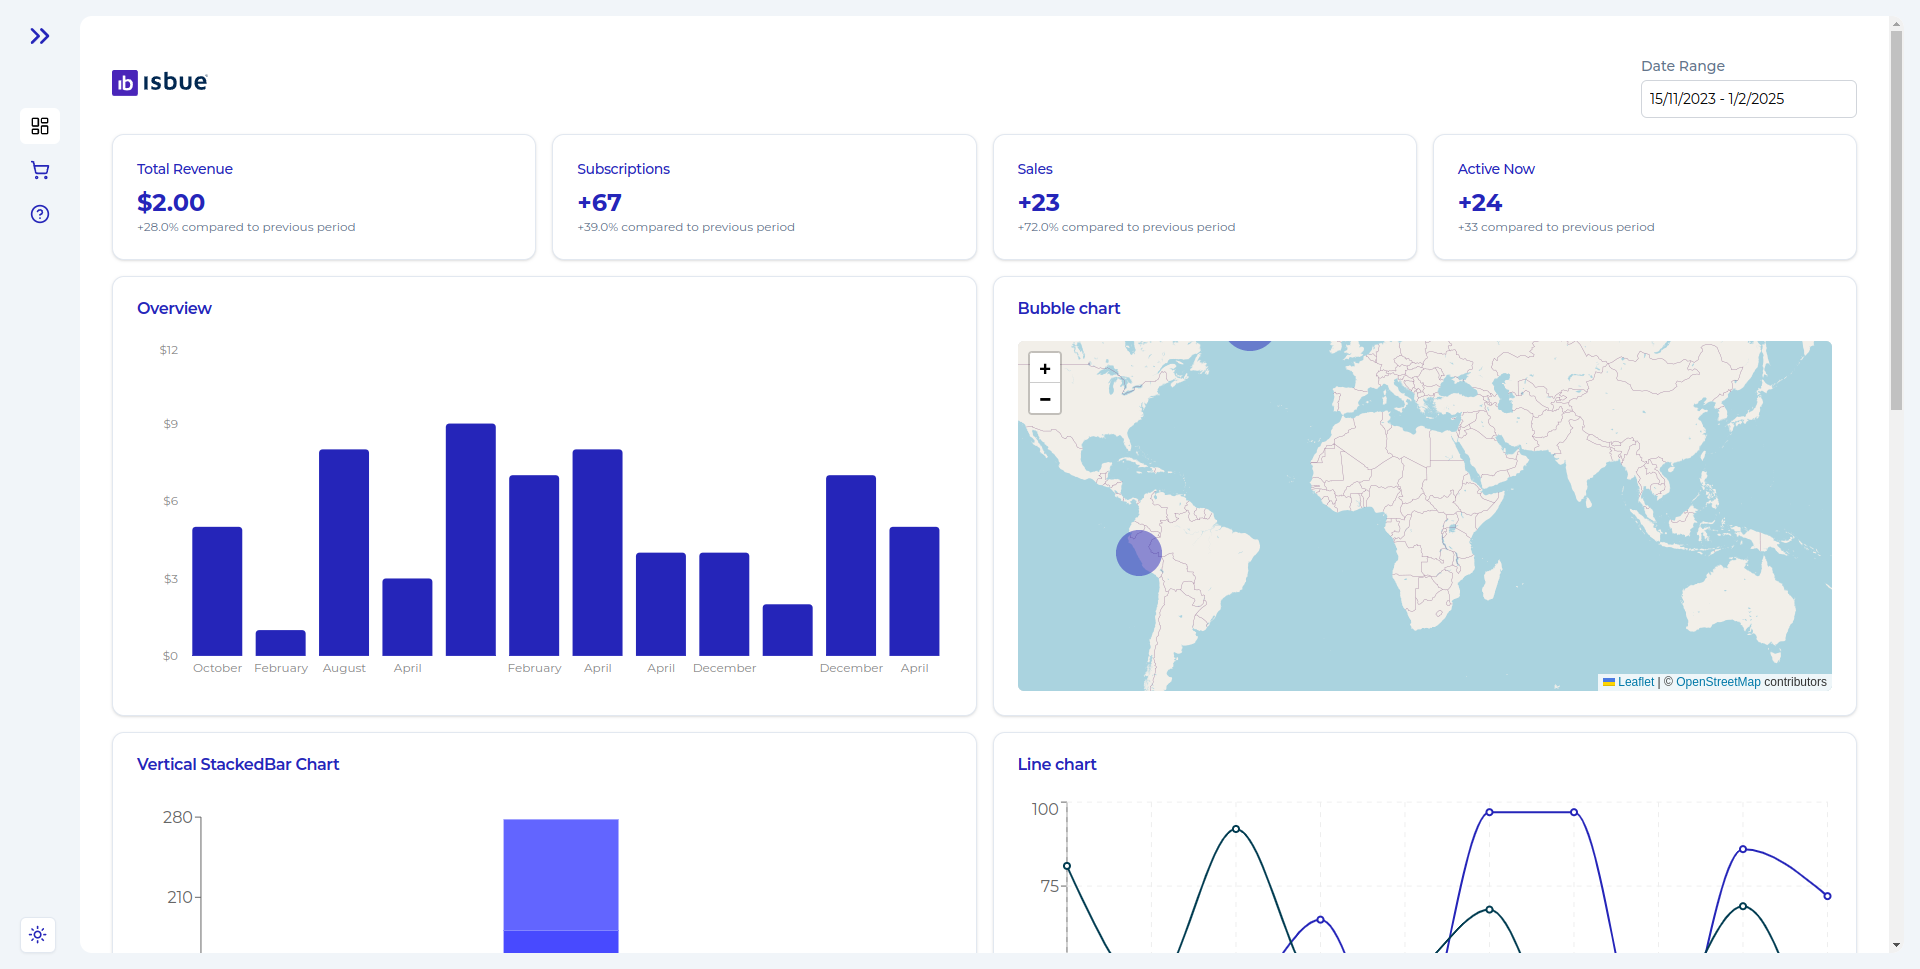 ıb ısbue
Date Range
15/11/2023 - 1/2/2025
Total Revenue
$2.00
+28.0% compared to previous period
Subscriptions
+67
+39.0% compared to previous period
Sales
+23
+72.0% compared to previous period
Active Now
+24
+33 compared to previous period
Overview
$12
$9
$6
$3
$0
October February August April February April April December December April
Bubble chart
+
−
Leaflet | © OpenStreetMap contributors
Vertical StackedBar Chart
280
210
Line chart
100
75